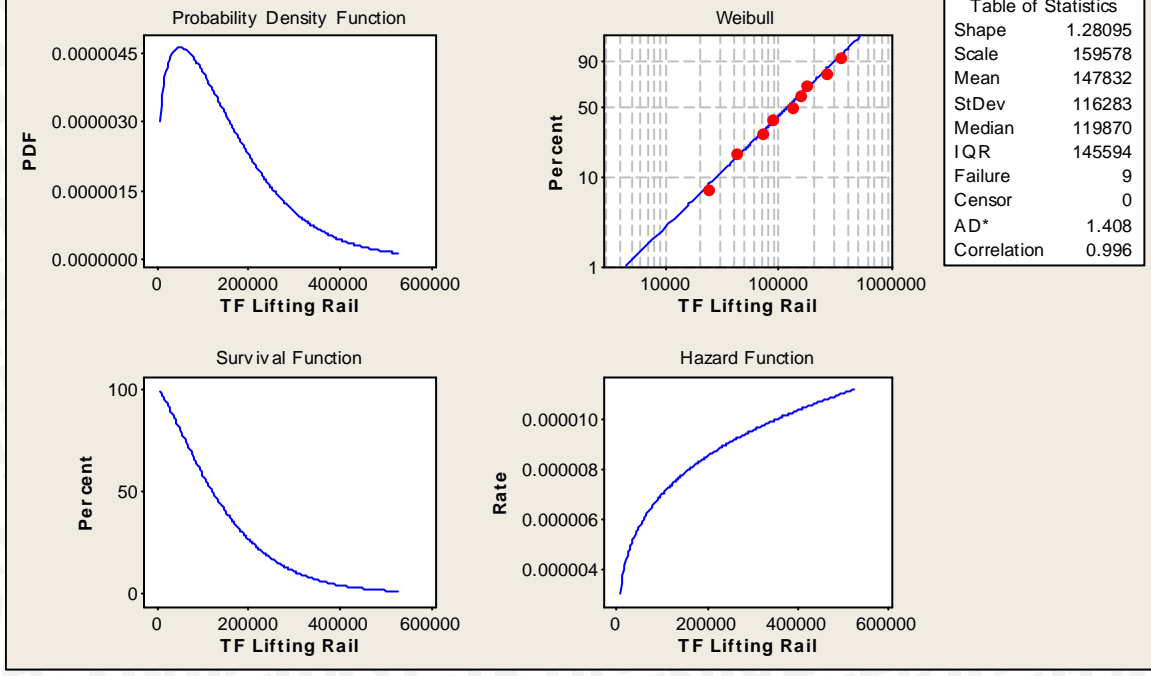 Probability Density Function
0.0000045
0.0000030
0.0000015
0.0000000
PDF
0 200000 400000 600000
TF Lifting Rail
Weibull
90
50
10
1
Percent
10000 100000 1000000
TF Lifting Rail
Table of Statistics
Shape 1.28095
Scale 159578
Mean 147832
StDev 116283
Median 119870
IQR 145594
Failure 9
Censor 0
AD* 1.408
Correlation 0.996
Survival Function
100
50
0
Percent
0 200000 400000 600000
TF Lifting Rail
Hazard Function
0.000010
0.000008
0.000006
0.000004
Rate
0 200000 400000 600000
TF Lifting Rail